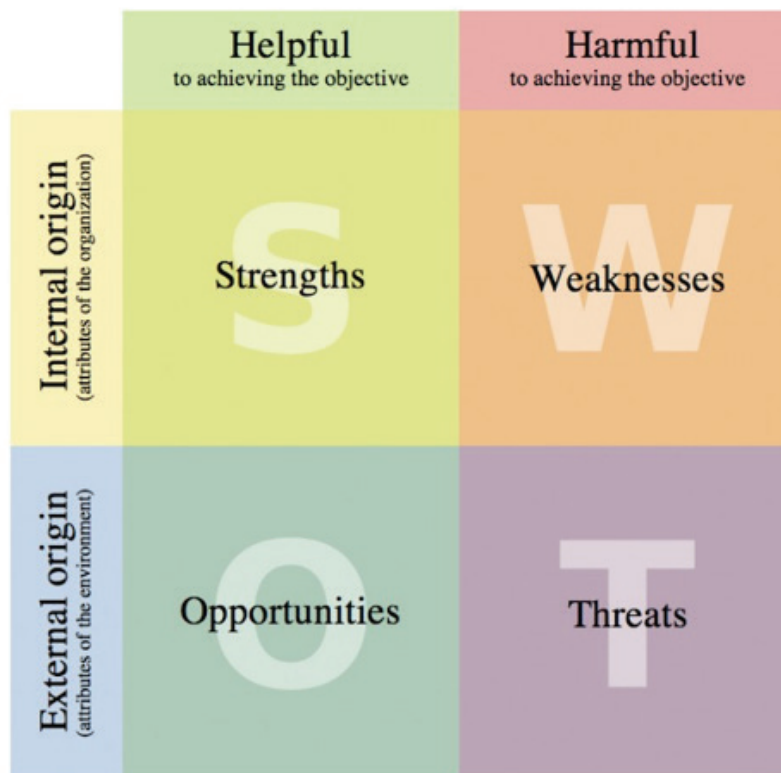 Helpful
to achieving the objective
Harmful
to achieving the objective
Internal origin
(attributes of the organization)
S
Strengths
W
Weaknesses
External origin
(attributes of the environment)
O
Opportunities
T
Threats